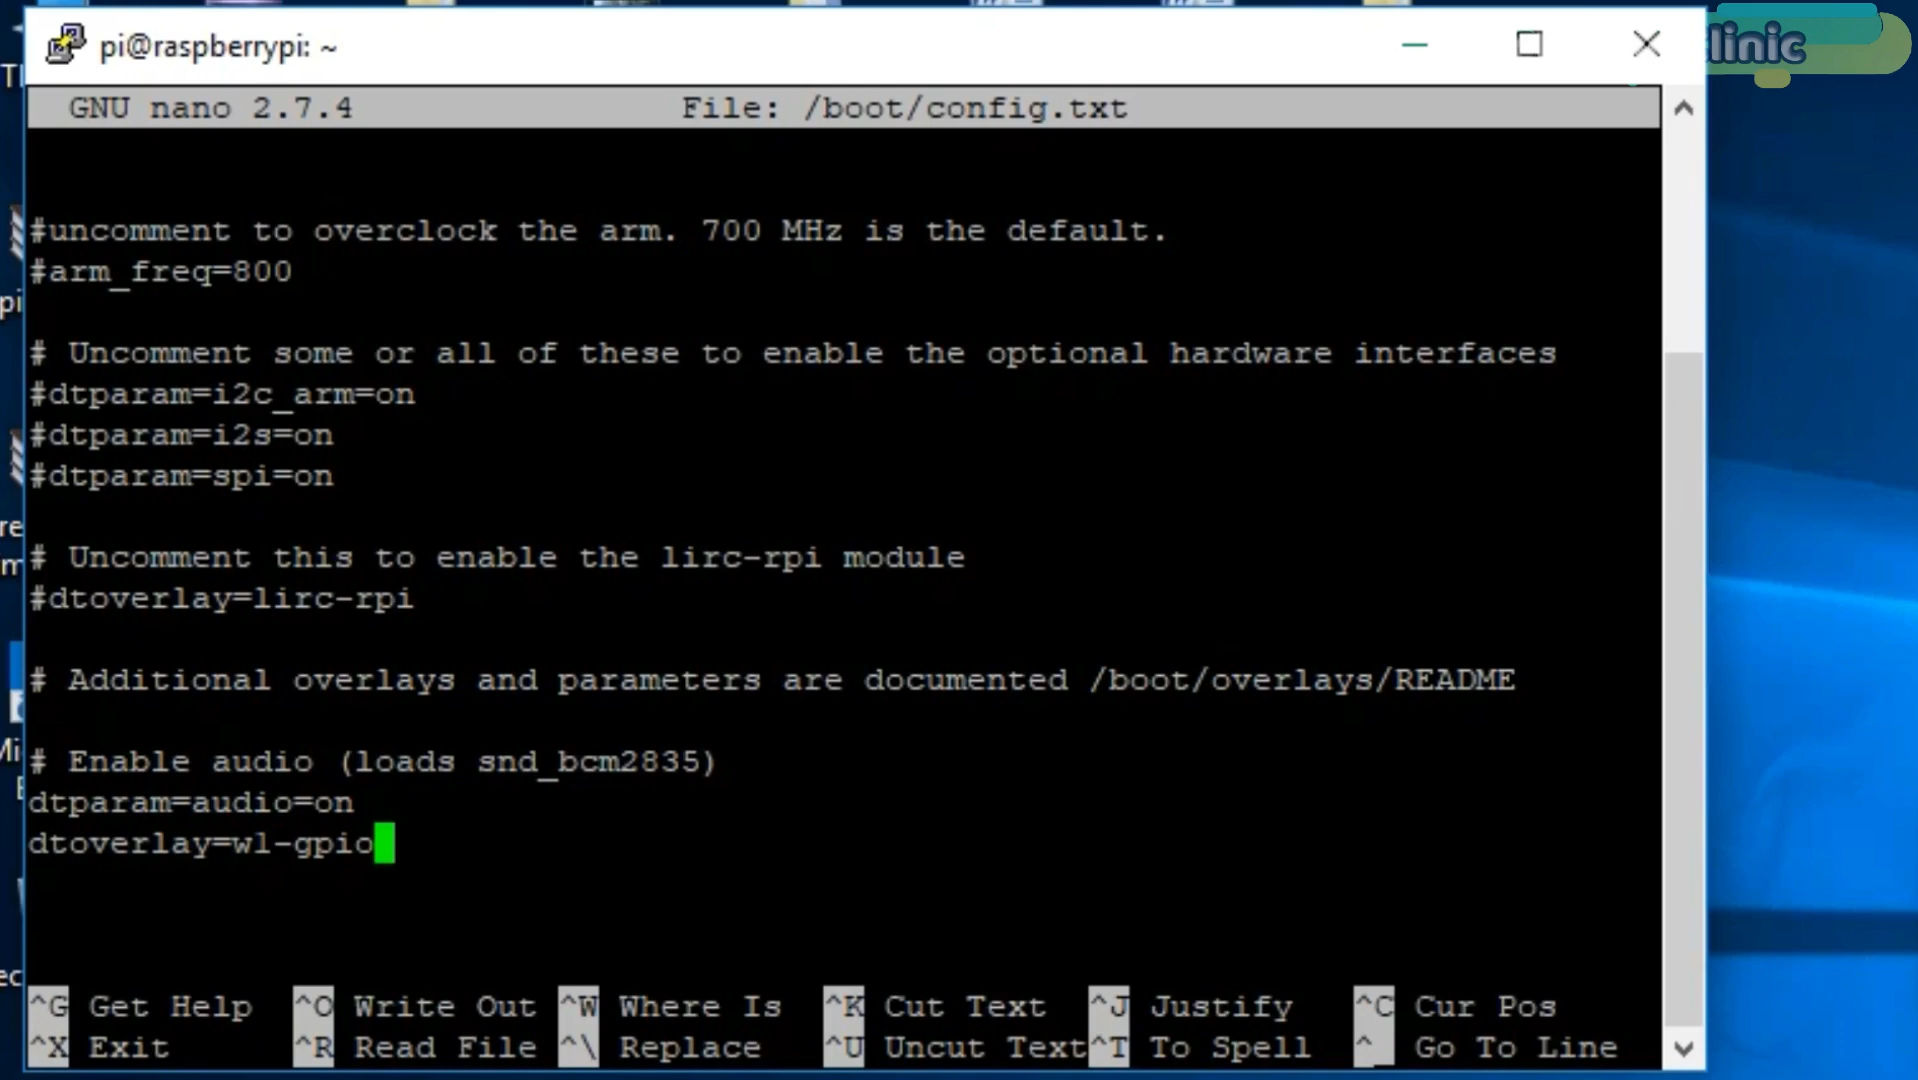 linic
pi@raspberrypi: ~
GNU nano 2.7.4 File: /boot/config.txt
#uncomment to overclock the arm. 700 MHz is the default.
#arm_freq=800
# Uncomment some or all of these to enable the optional hardware interfaces
#dtparam=i2c_arm=on
#dtparam=i2s=on
#dtparam=spi=on
# Uncomment this to enable the lirc-rpi module
#dtoverlay=lirc-rpi
# Additional overlays and parameters are documented /boot/overlays/README
# Enable audio (loads snd_bcm2835)
dtparam=audio=on
dtoverlay=w1-gpio
^G Get Help ^O Write Out ^W Where Is ^K Cut Text ^J Justify ^C Cur Pos
^X Exit ^R Read File ^\ Replace ^U Uncut Text ^T To Spell ^_ Go To Line